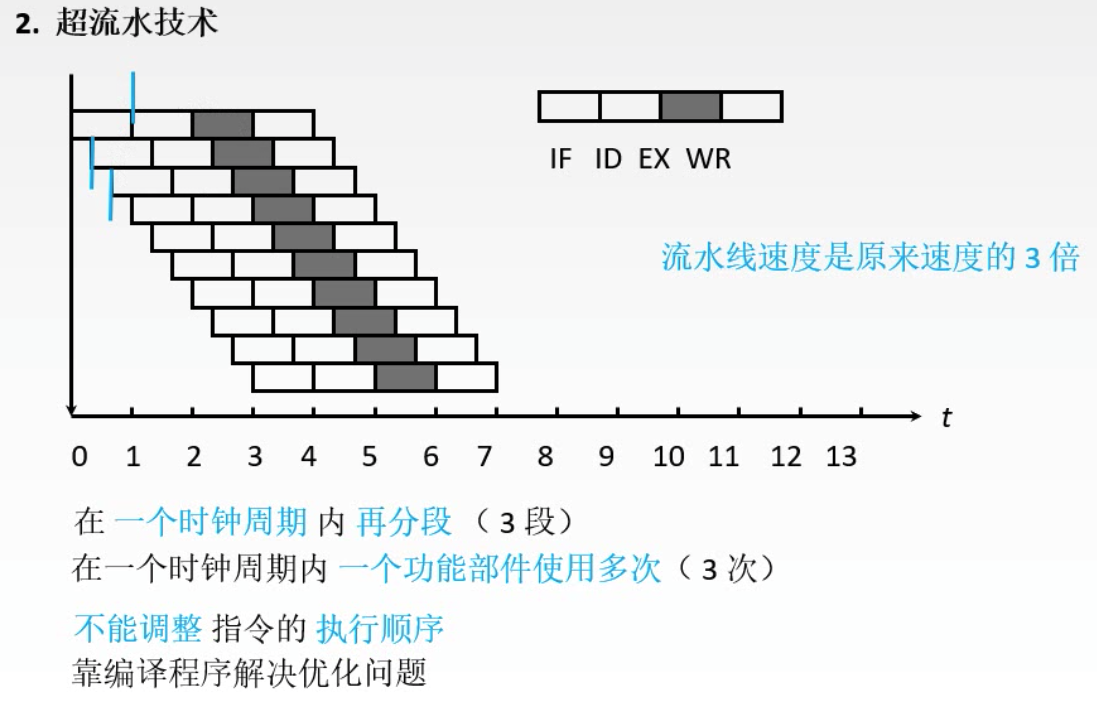 2. 超流水技术
IF ID EX WR
流水线速度是原来速度的 3 倍
t
0 1 2 3 4 5 6 7 8 9 10 11 12 13
在 一个时钟周期 内 再分段 （ 3 段）
在一个时钟周期内 一个功能部件使用多次（ 3 次）
不能调整 指令的 执行顺序
靠编译程序解决优化问题